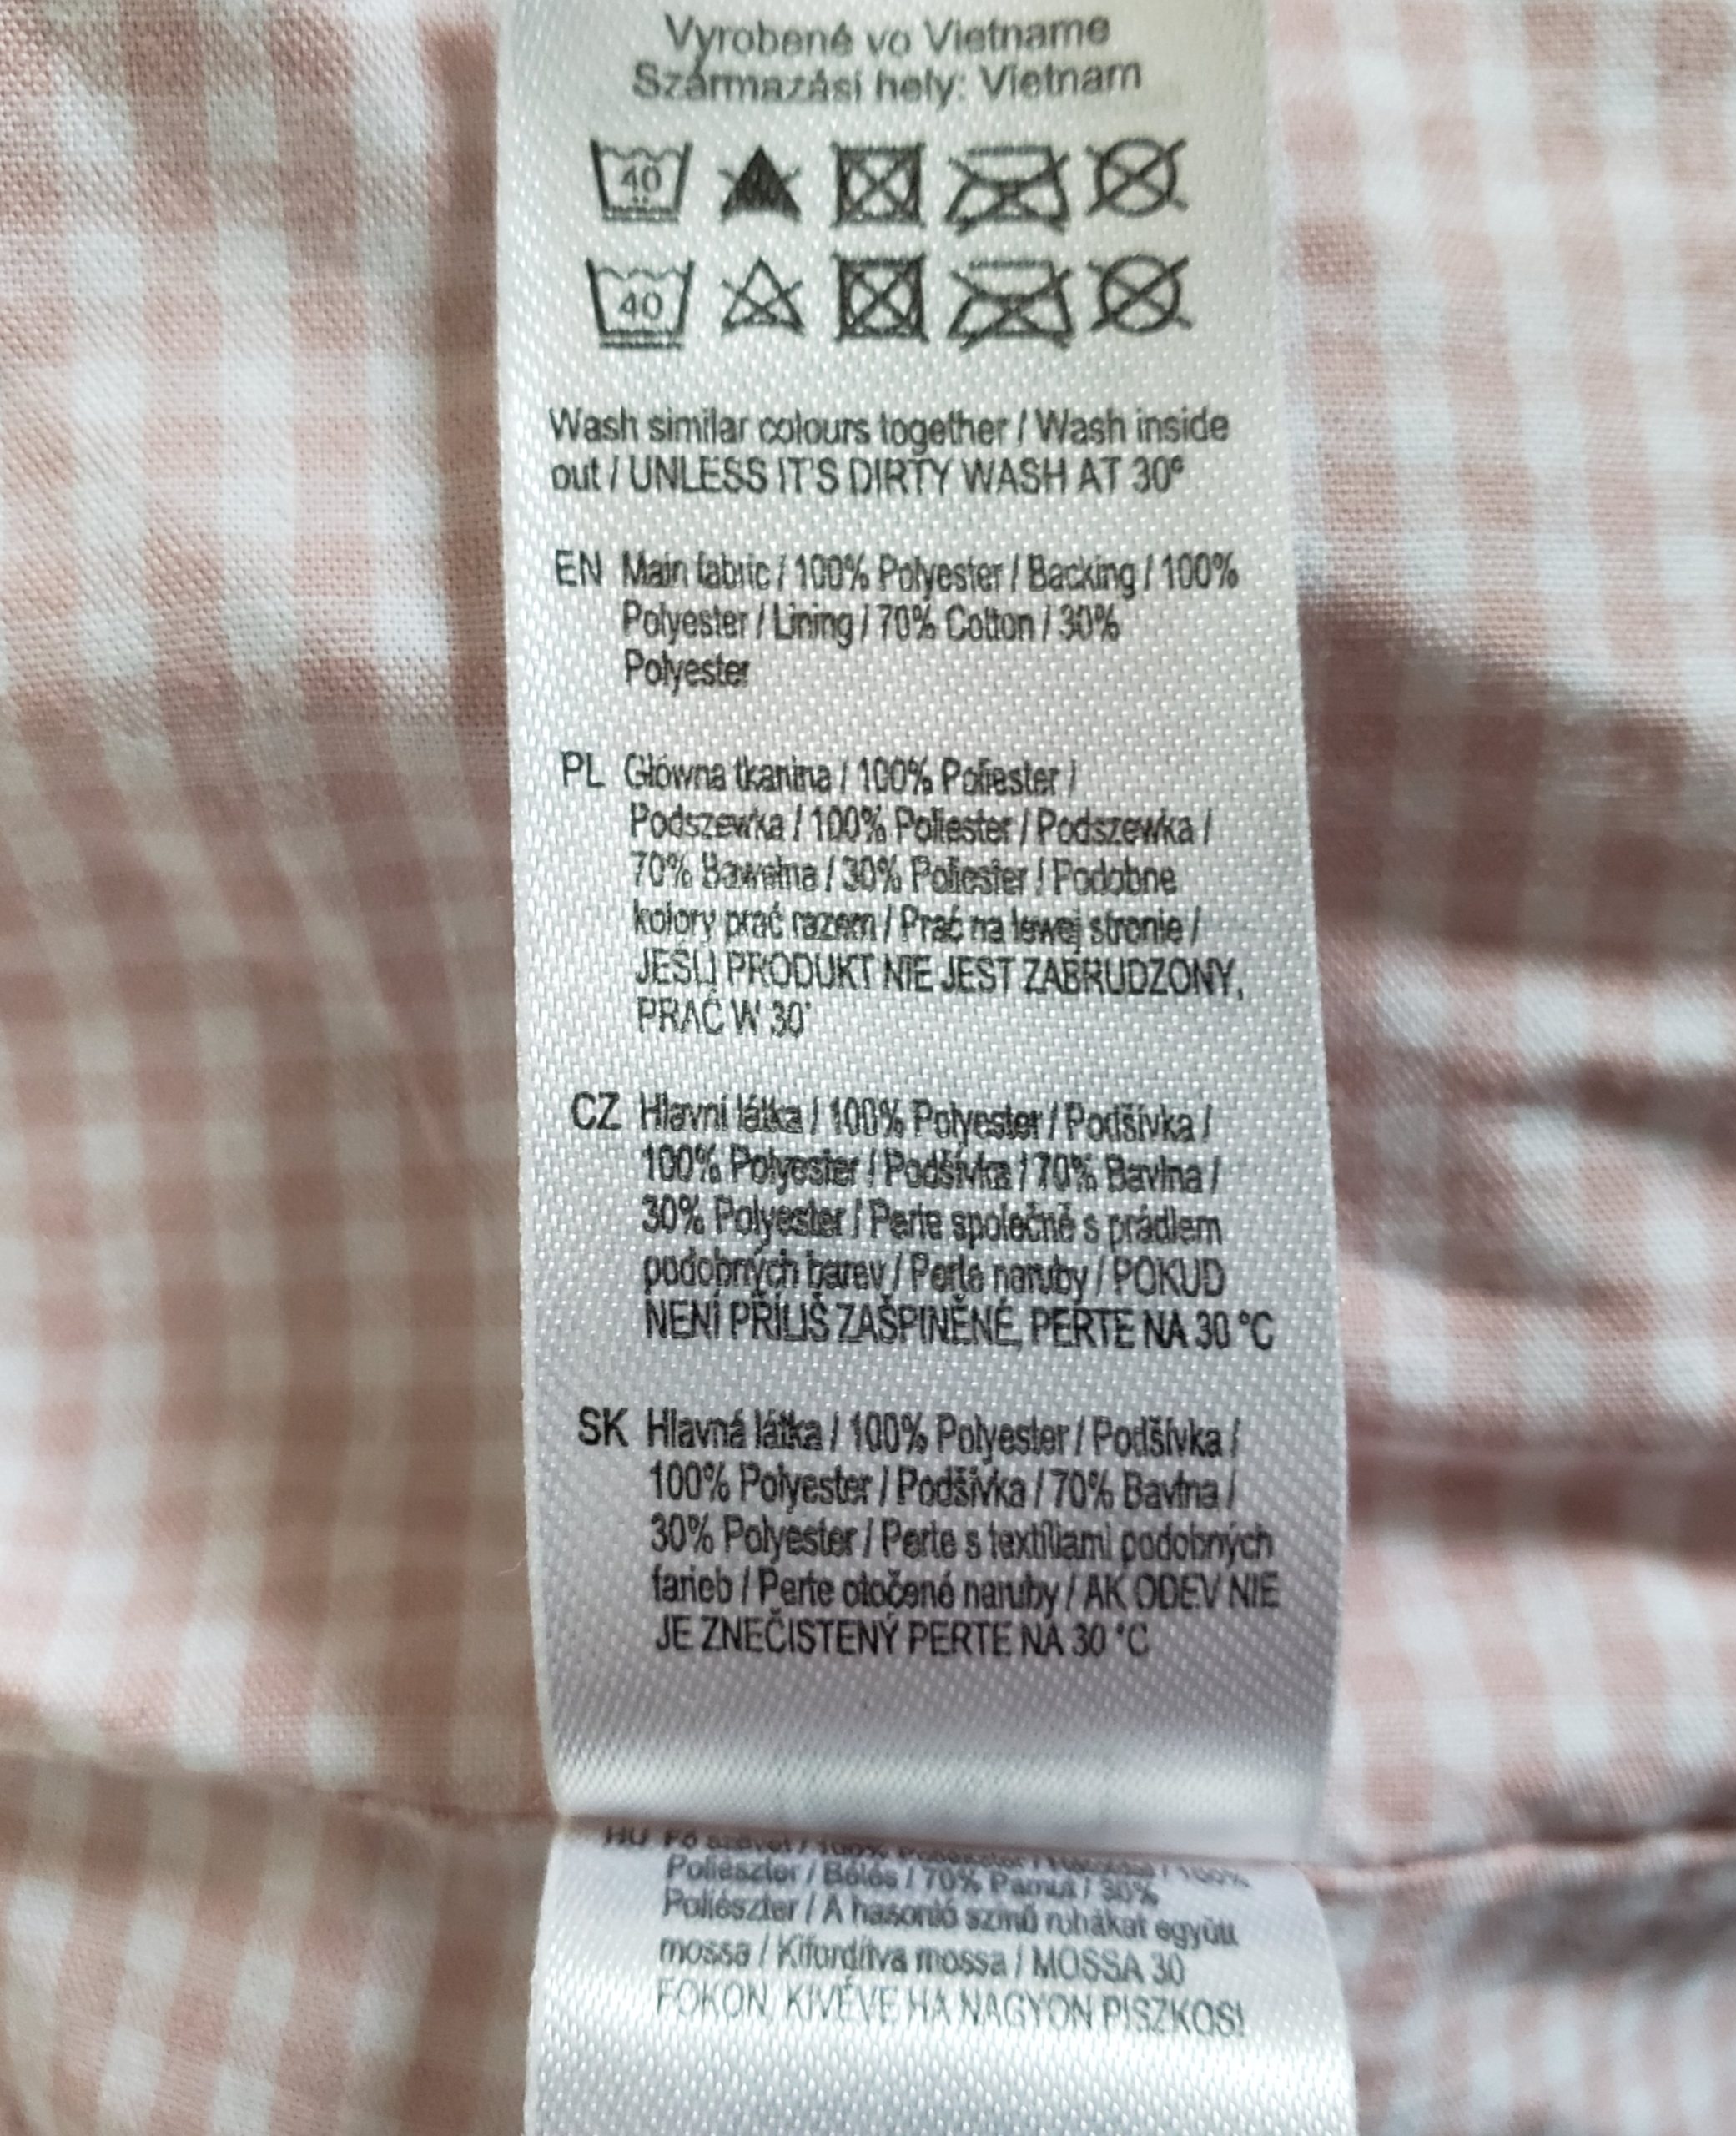 Vyrobené vo Vietname
Származási hely: Vietnam
40
40
Wash similar colours together / Wash inside
out / UNLESS IT'S DIRTY WASH AT 30°
EN Main fabric / 100% Polyester / Backing / 100%
Polyester / Lining / 70% Cotton / 30%
Polyester
PL Główna tkanina / 100% Poliester /
Podszewka / 100% Poliester / Podszewka /
70% Bawełna / 30% Poliester / Podobne
kolory prać razem / Prać na lewej stronie /
JEŚLI PRODUKT NIE JEST ZABRUDZONY,
PRAĆ W 30°
CZ Hlavní látka / 100% Polyester / Podšívka /
100% Polyester / Podšívka / 70% Bavlna /
30% Polyester / Perte společně s prádlem
podobných barev / Perte naruby / POKUD
NENÍ PŘÍLIŠ ZAŠPINĚNÉ, PERTE NA 30 °C
SK Hlavná látka / 100% Polyester / Podšívka /
100% Polyester / Podšívka / 70% Bavlna /
30% Polyester / Perte s textíliami podobných
farieb / Perte otočené naruby / AK ODEV NIE
JE ZNEČISTENÝ PERTE NA 30 °C
HU Fő szövet / 100% Poliészter / / 100%
Poliészter / Bélés / 70% Pamut / 30%
Poliészter / A hasonló színű ruhákat együtt
mossa / Kifordítva mossa / MOSSA 30
FOKON, KIVÉVE HA NAGYON PISZKOS!